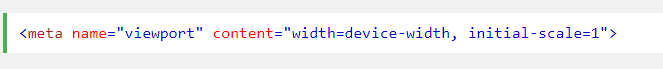 <meta name="viewport" content="width=device-width, initial-scale=1">